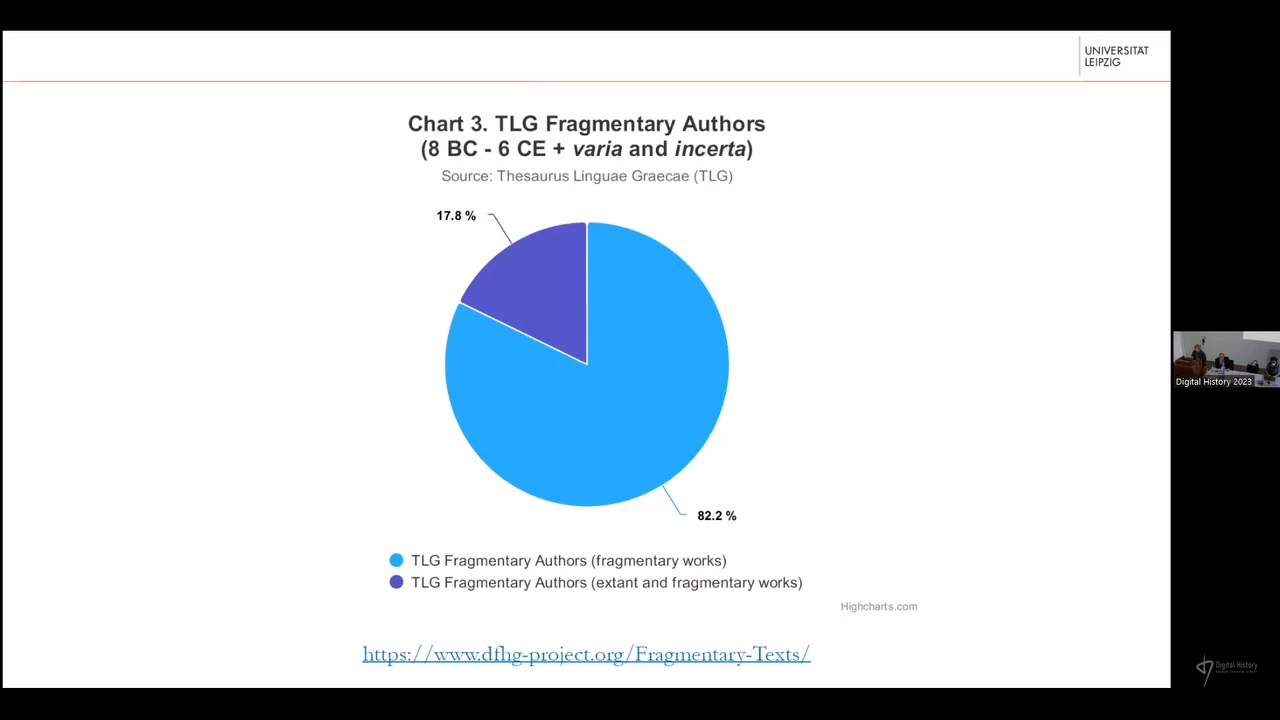 UNIVERSITÄT
LEIPZIG
Chart 3. TLG Fragmentary Authors
(8 BC - 6 CE + varia and incerta)
Source: Thesaurus Linguae Graecae (TLG)
17.8 %
82.2 %
TLG Fragmentary Authors (fragmentary works)
TLG Fragmentary Authors (extant and fragmentary works)
Highcharts.com
https://www.dfhg-project.org/Fragmentary-Texts/
Digital History 2023
Digital History